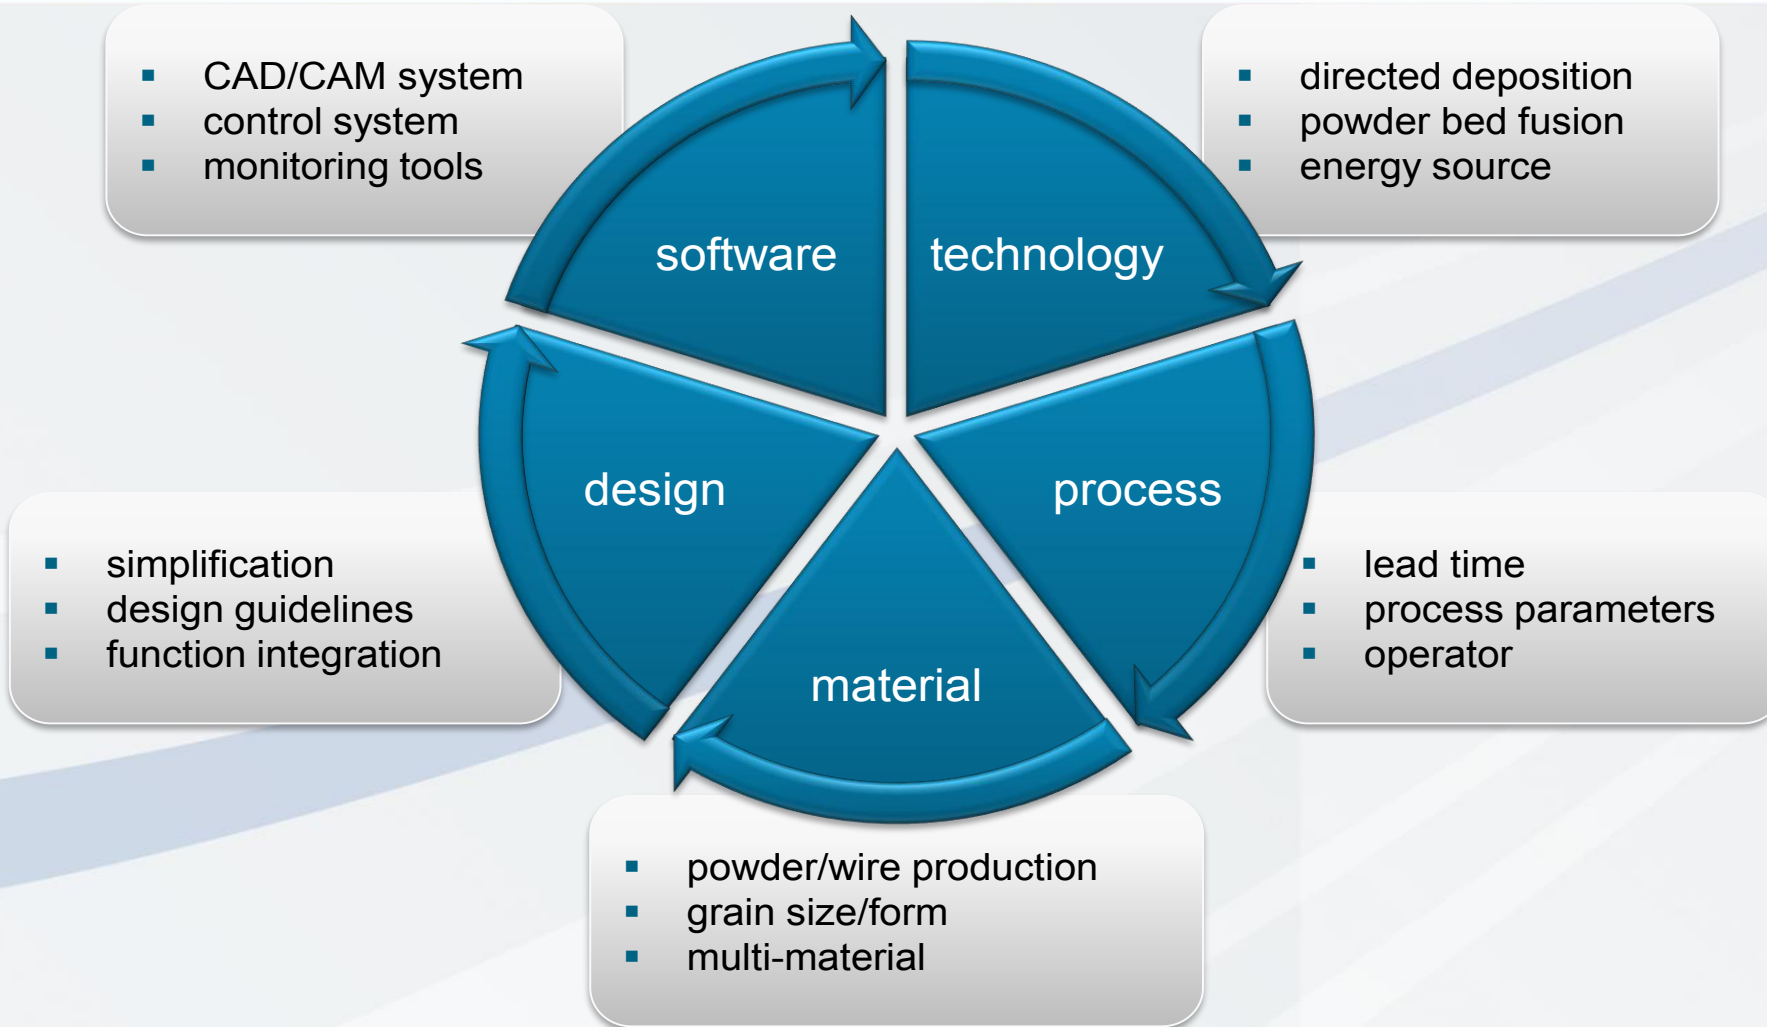 ▪ CAD/CAM system
▪ control system
▪ monitoring tools
software
technology
▪ directed deposition
▪ powder bed fusion
▪ energy source
design
process
▪ simplification
▪ design guidelines
▪ function integration
▪ lead time
▪ process parameters
▪ operator
material
▪ powder/wire production
▪ grain size/form
▪ multi-material